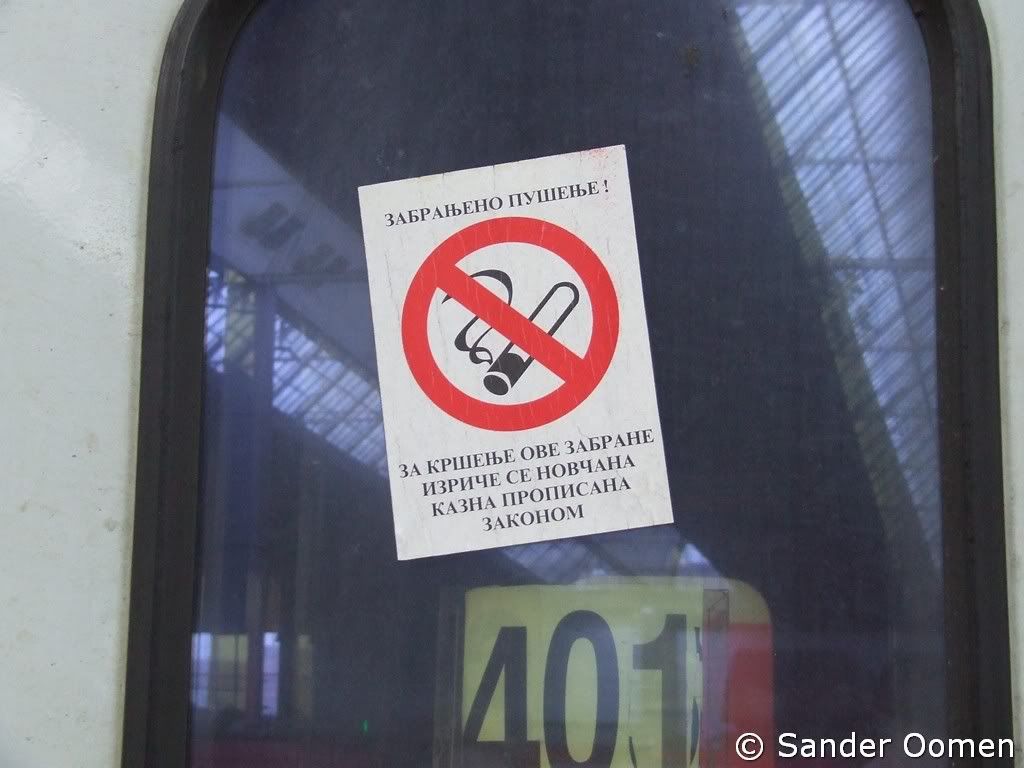 ЗАБРАЊЕНО ПУШЕЊЕ !
ЗА КРШЕЊЕ ОВЕ ЗАБРАНЕ
ИЗРИЧЕ СЕ НОВЧАНА
КАЗНА ПРОПИСАНА
ЗАКОНОМ
401
© Sander Oomen